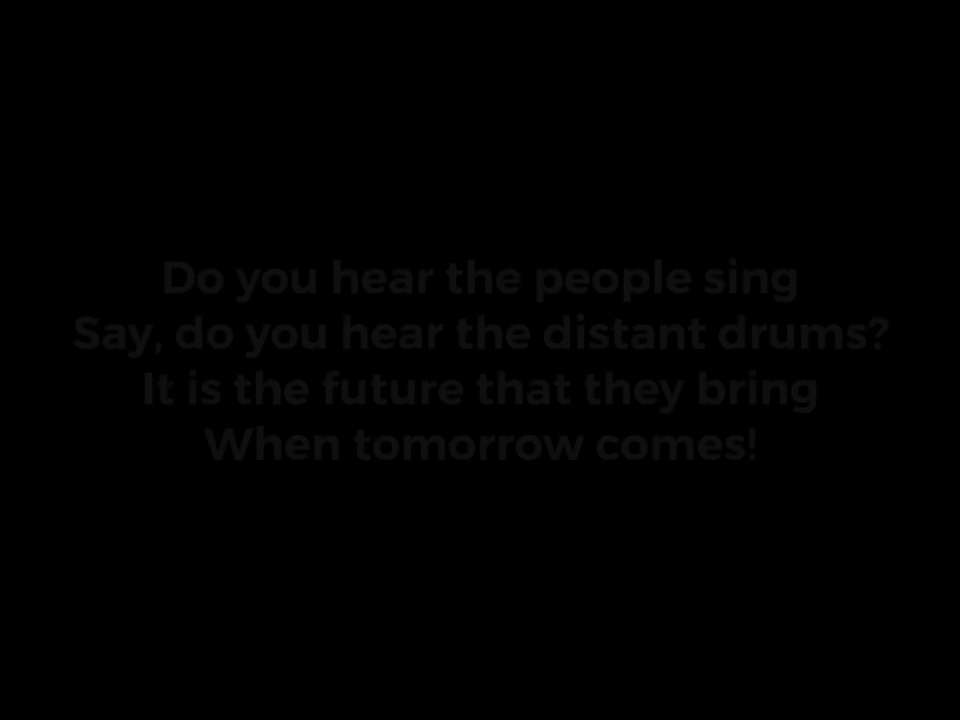 Do you hear the people sing
Say, do you hear the distant drums?
It is the future that they bring
When tomorrow comes!